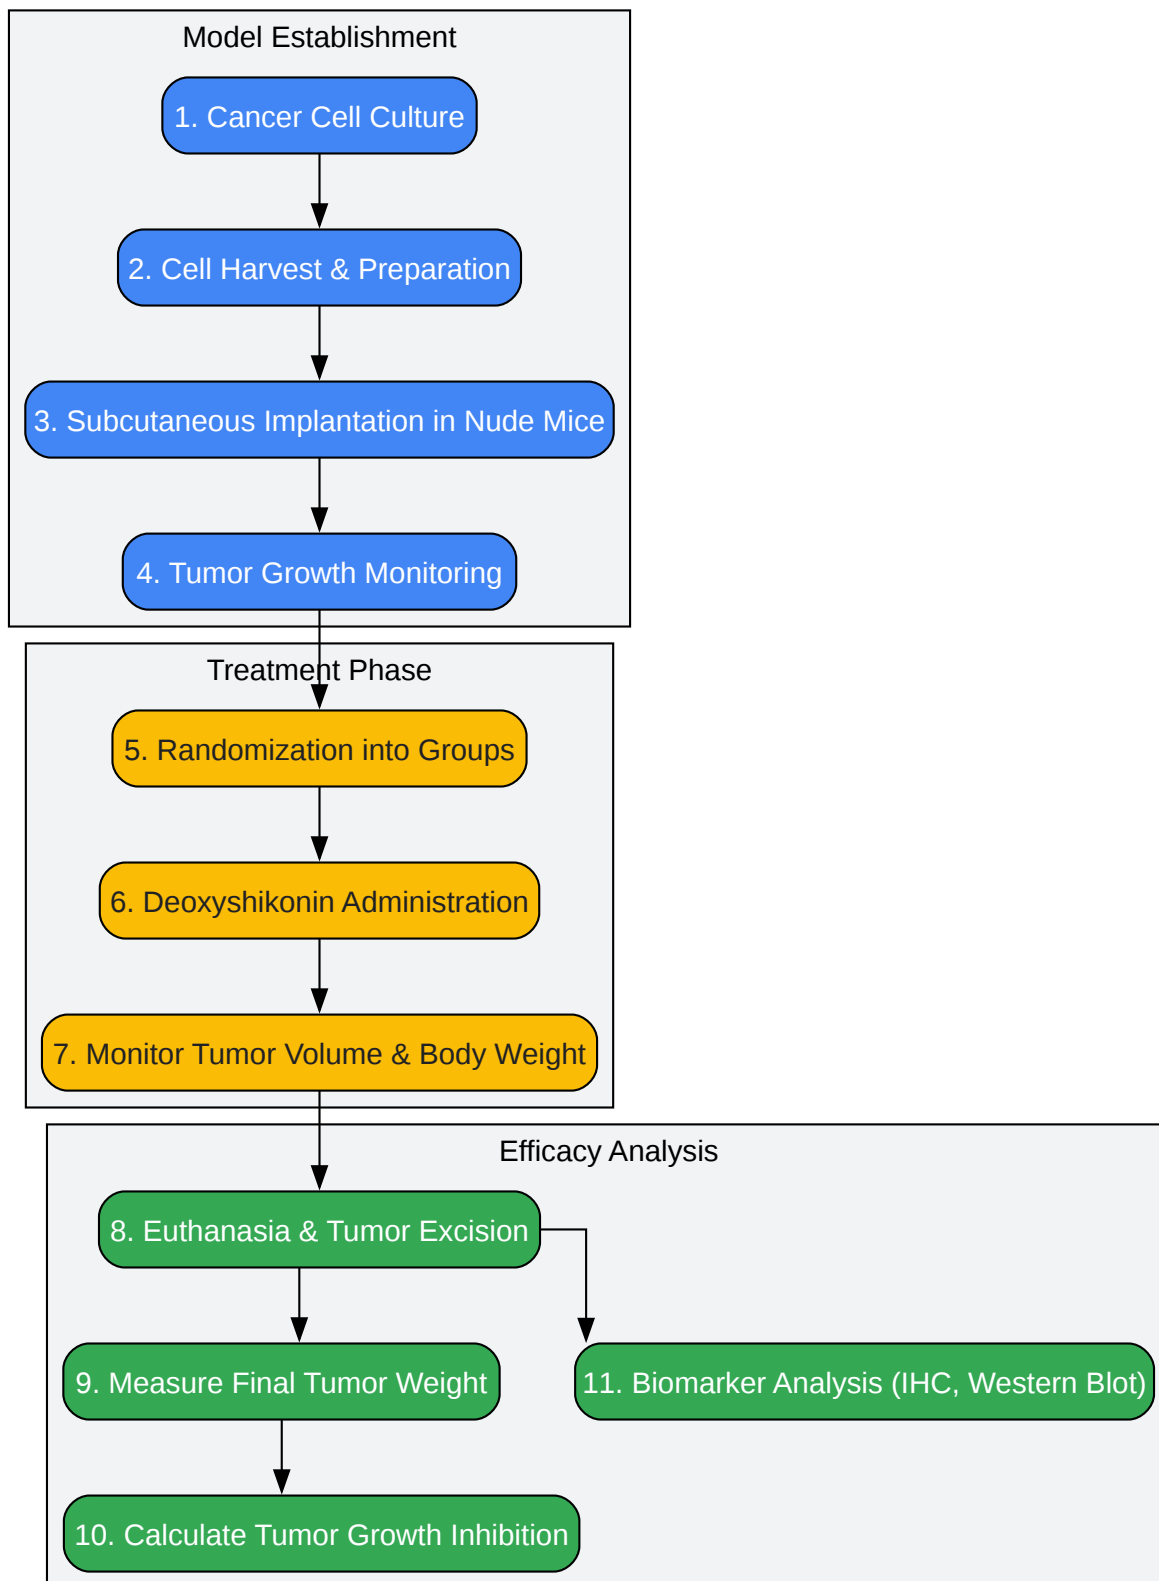 Model Establishment
1. Cancer Cell Culture
2. Cell Harvest & Preparation
3. Subcutaneous Implantation in Nude Mice
4. Tumor Growth Monitoring
Treatment Phase
5. Randomization into Groups
6. Deoxyshikonin Administration
7. Monitor Tumor Volume & Body Weight
Efficacy Analysis
8. Euthanasia & Tumor Excision
9. Measure Final Tumor Weight
11. Biomarker Analysis (IHC, Western Blot)
10. Calculate Tumor Growth Inhibition